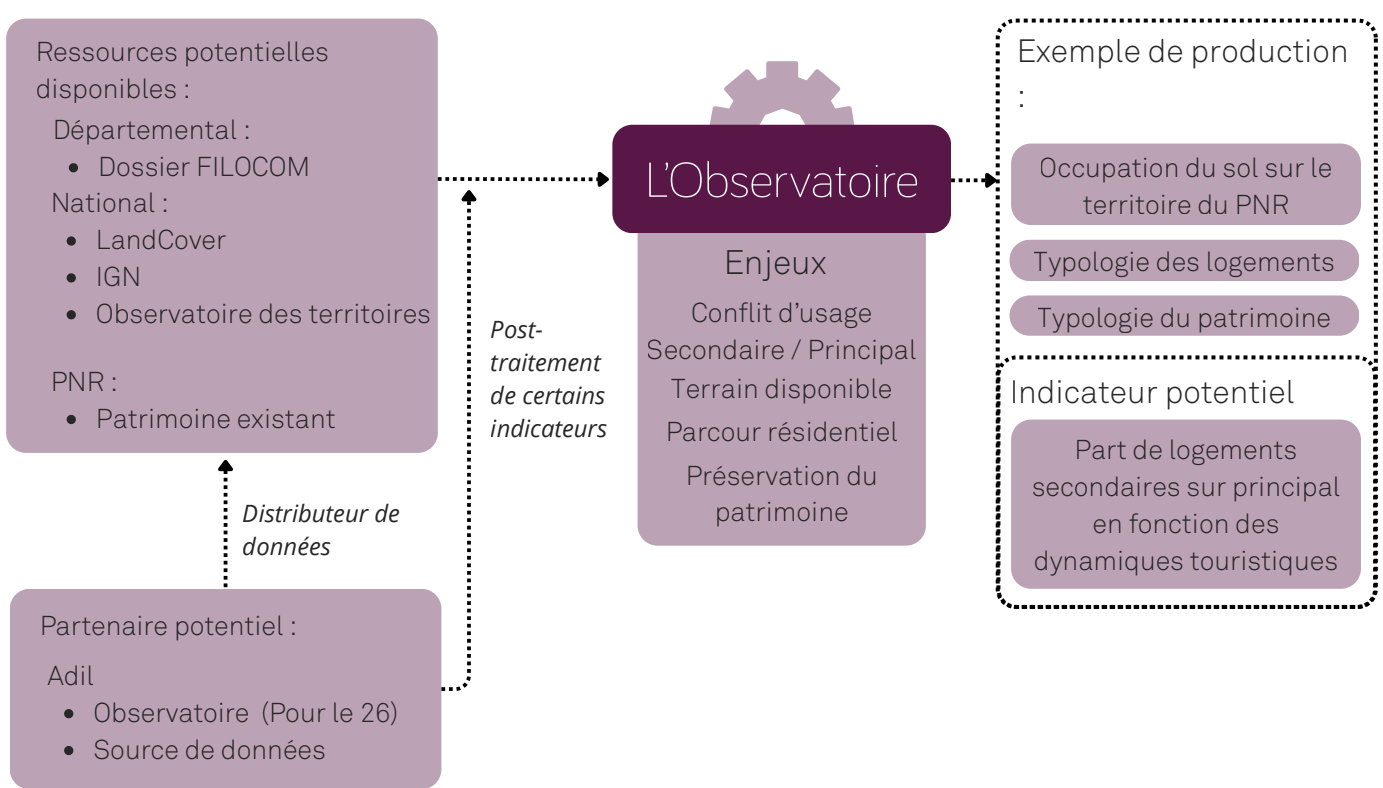 Ressources potentielles
disponibles :
Départemental :
• Dossier FILOCOM
National :
• LandCover
• IGN
• Observatoire des territoires
PNR :
• Patrimoine existant
Distributeur de
données
Partenaire potentiel :
Adil
• Observatoire (Pour le 26)
• Source de données
Post-
traitement
de certains
indicateurs
L'Observatoire
Enjeux
Conflit d'usage
Secondaire / Principal
Terrain disponible
Parcour résidentiel
Préservation du
patrimoine
Exemple de production
:
Occupation du sol sur le
territoire du PNR
Typologie des logements
Typologie du patrimoine
Indicateur potentiel
Part de logements
secondaires sur principal
en fonction des
dynamiques touristiques